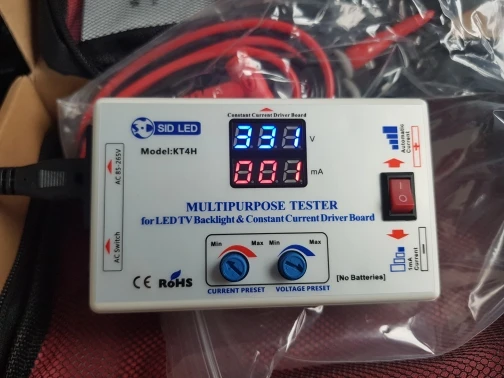 Constant Current Driver Board
SID LED
Model:KT4H
331 V
001 mA
AC 85-265V
AC Switch
Automatic
Current
+
I
O
MULTIPURPOSE TESTER
for LED TV Backlight & Constant Current Driver Board
Min Max Min Max
CE RoHS
CURRENT PRESET VOLTAGE PRESET
[No Batteries]
1mA
Current